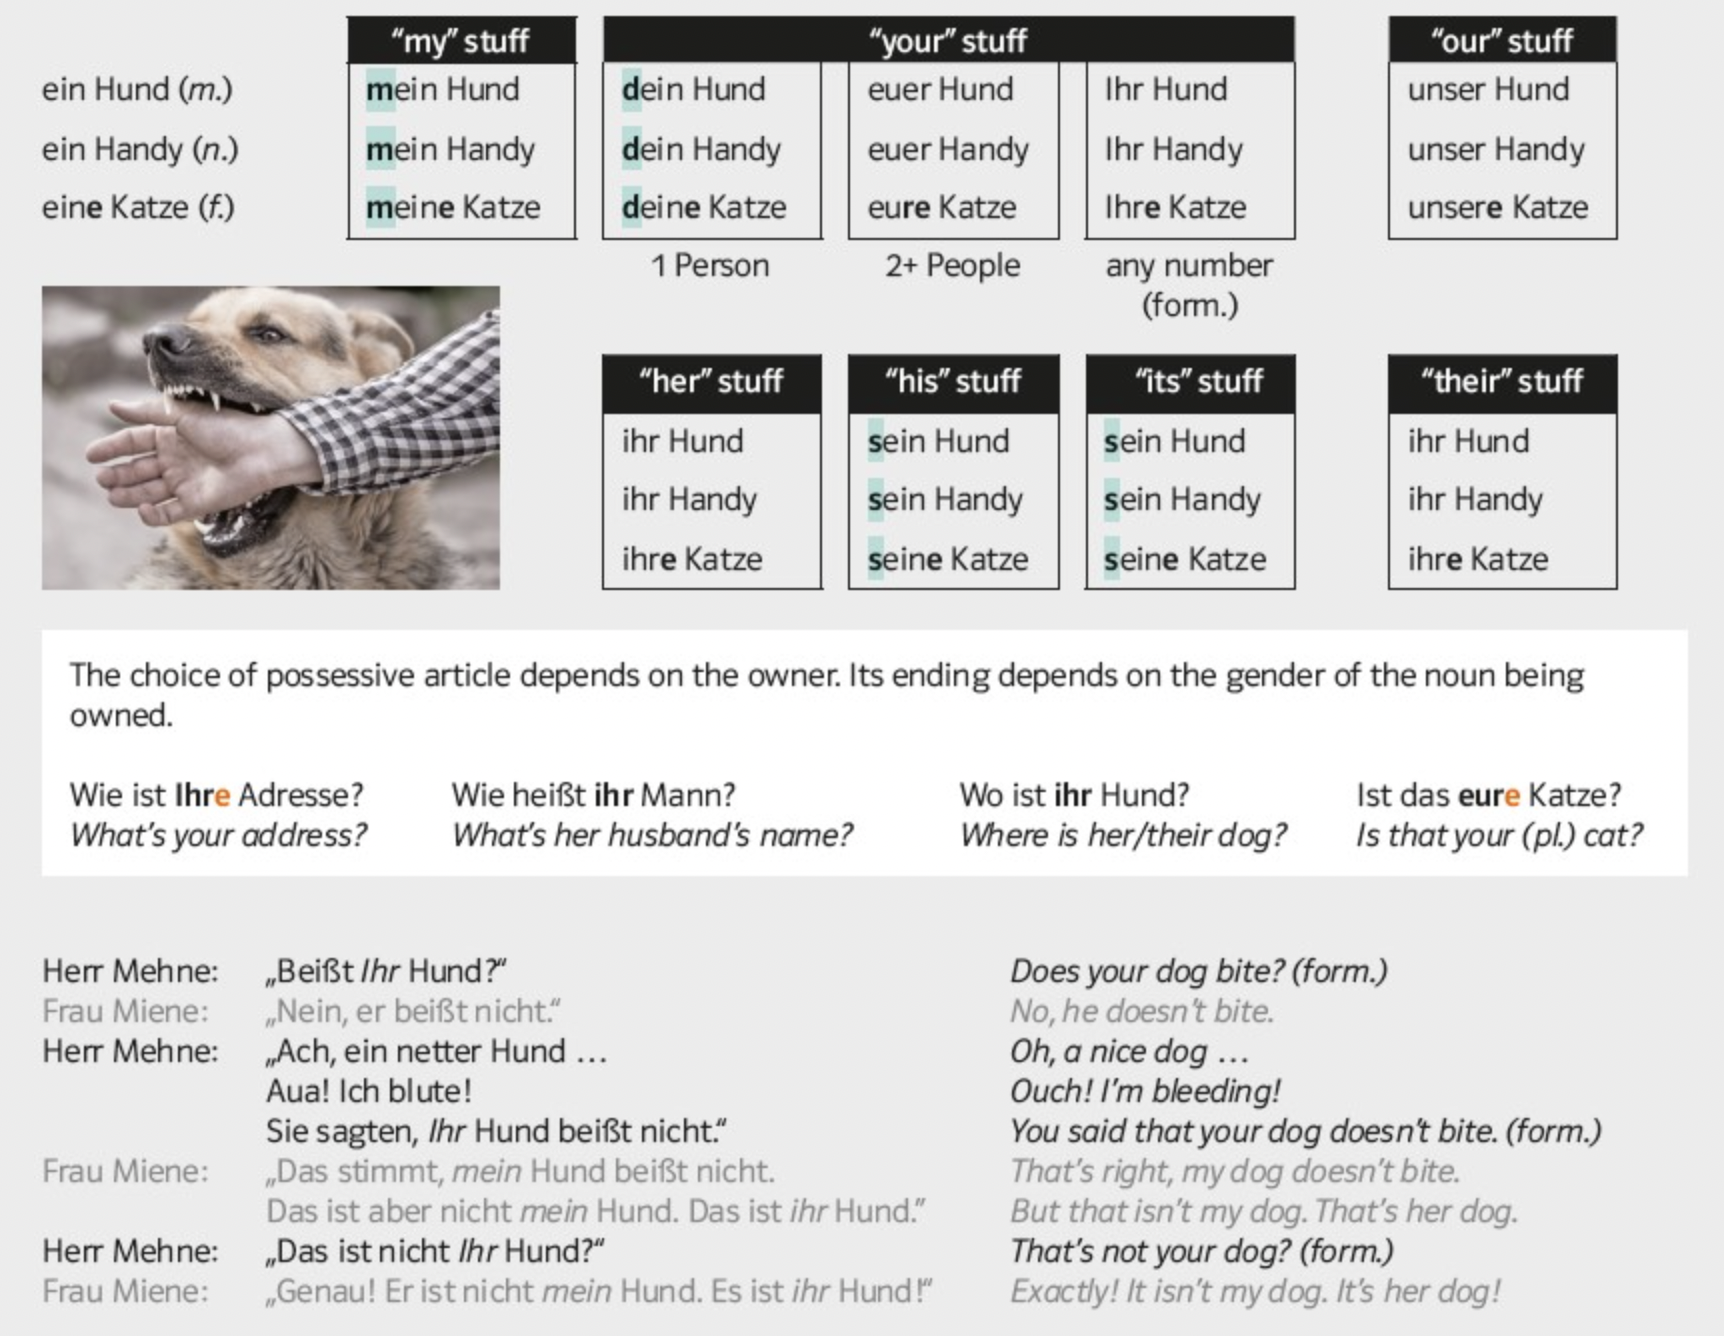 "my" stuff "your" stuff "our" stuff
ein Hund (m.) mein Hund dein Hund euer Hund Ihr Hund unser Hund
ein Handy (n.) mein Handy dein Handy euer Handy Ihr Handy unser Handy
eine Katze (f.) meine Katze deine Katze eure Katze Ihre Katze unsere Katze
1 Person 2+ People any number
(form.)
"her" stuff "his" stuff "its" stuff "their" stuff
ihr Hund sein Hund sein Hund ihr Hund
ihr Handy sein Handy sein Handy ihr Handy
ihre Katze seine Katze seine Katze ihre Katze
The choice of possessive article depends on the owner. Its ending depends on the gender of the noun being
owned.
Wie ist Ihre Adresse? Wie heißt ihr Mann? Wo ist ihr Hund? Ist das eure Katze?
What's your address? What's her husband's name? Where is her/their dog? Is that your (pl.) cat?
Herr Mehne: „Beißt Ihr Hund?“ Does your dog bite? (form.)
Frau Miene: „Nein, er beißt nicht.“ No, he doesn't bite.
Herr Mehne: „Ach, ein netter Hund … Oh, a nice dog …
Aua! Ich blute! Ouch! I'm bleeding!
Sie sagten, Ihr Hund beißt nicht.“ You said that your dog doesn't bite. (form.)
Frau Miene: „Das stimmt, mein Hund beißt nicht. That's right, my dog doesn't bite.
Das ist aber nicht mein Hund. Das ist ihr Hund.” But that isn't my dog. That's her dog.
Herr Mehne: „Das ist nicht Ihr Hund?“ That's not your dog? (form.)
Frau Miene: „Genau! Er ist nicht mein Hund. Es ist ihr Hund!“ Exactly! It isn't my dog. It's her dog!